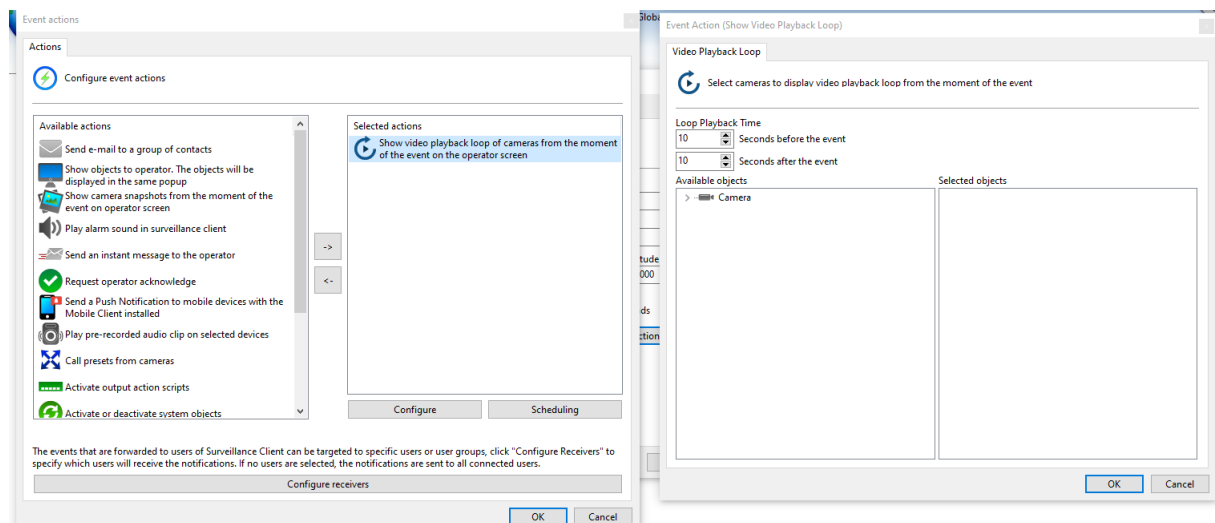 Event actions
Actions
Configure event actions
Available actions
Send e-mail to a group of contacts
Show objects to operator. The objects will be
displayed in the same popup
Show camera snapshots from the moment of the
event on operator screen
Play alarm sound in surveillance client
Send an instant message to the operator
Request operator acknowledge
Send a Push Notification to mobile devices with the
Mobile Client installed
Play pre-recorded audio clip on selected devices
Call presets from cameras
Activate output action scripts
Activate or deactivate system objects
->
<-
Selected actions
Show video playback loop of cameras from the moment
of the event on the operator screen
Configure
Scheduling
The events that are forwarded to users of Surveillance Client can be targeted to specific users or user groups, click "Configure Receivers" to
specify which users will receive the notifications. If no users are selected, the notifications are sent to all connected users.
Configure receivers
OK
Cancel
000
ds
Event Action (Show Video Playback Loop)
Video Playback Loop
Select cameras to display video playback loop from the moment of the event
Loop Playback Time
10 Seconds before the event
10 Seconds after the event
Available objects
Camera
Selected objects
OK
Cancel